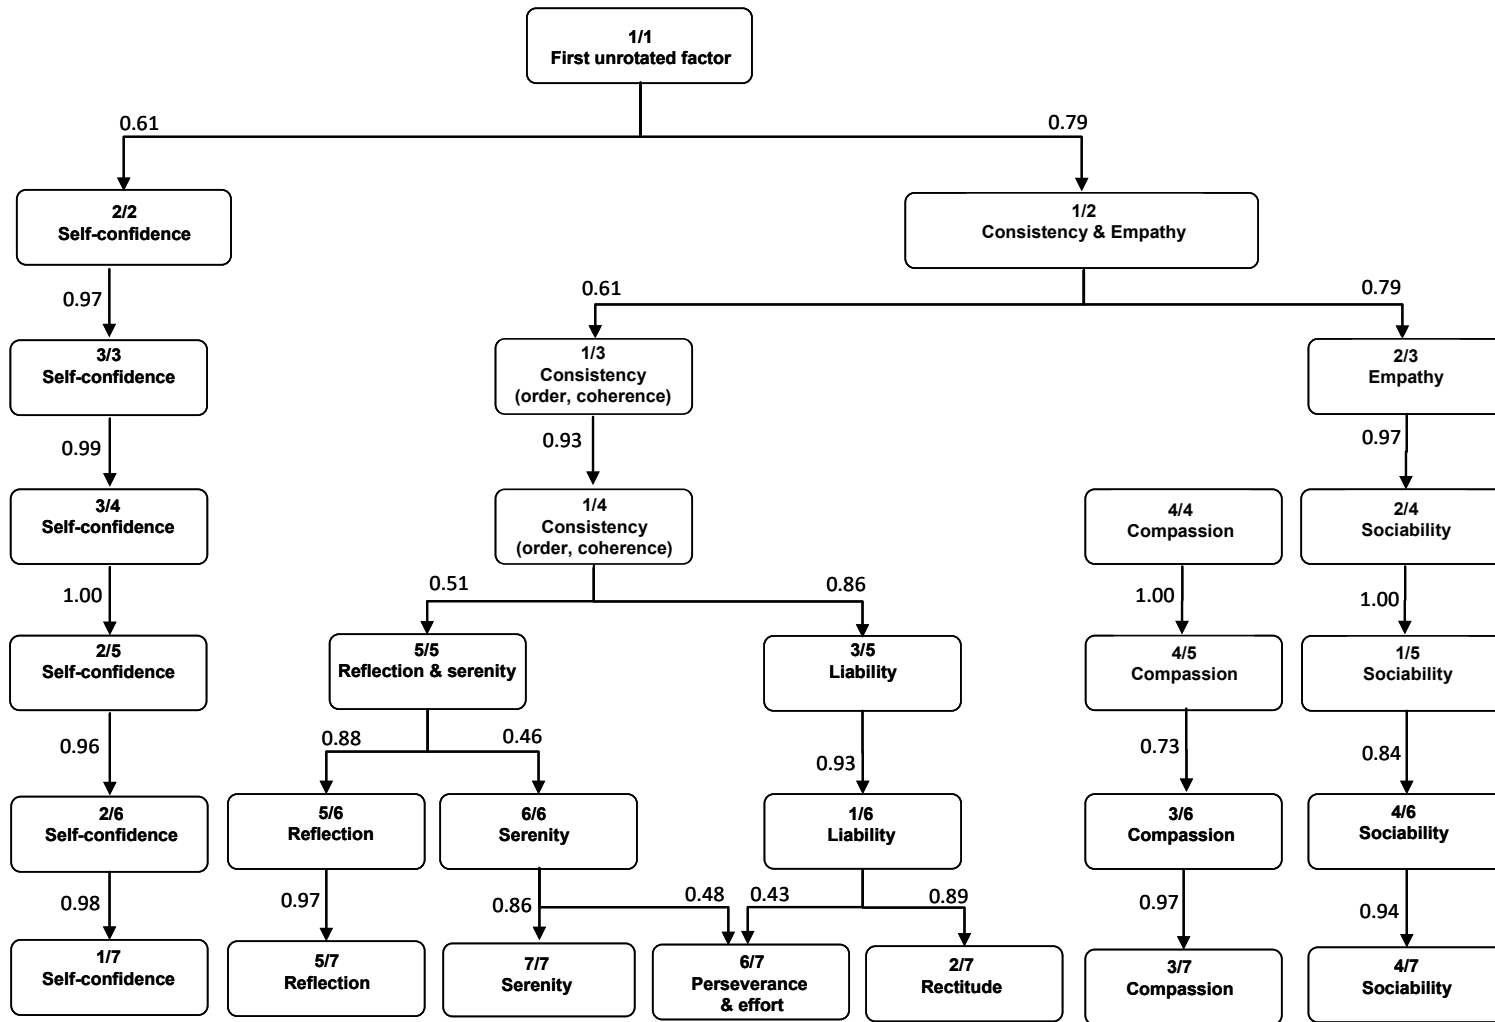 1/1
First unrotated factor
0.61
0.79
2/2
Self-confidence
1/2
Consistency & Empathy
0.97
0.61
0.79
3/3
Self-confidence
1/3
Consistency
(order, coherence)
2/3
Empathy
0.99
0.93
0.97
3/4
Self-confidence
1/4
Consistency
(order, coherence)
4/4
Compassion
2/4
Sociability
1.00
0.51
0.86
1.00
1.00
2/5
Self-confidence
5/5
Reflection & serenity
3/5
Liability
4/5
Compassion
1/5
Sociability
0.96
0.88
0.46
0.93
0.73
0.84
2/6
Self-confidence
5/6
Reflection
6/6
Serenity
1/6
Liability
3/6
Compassion
4/6
Sociability
0.98
0.97
0.86
0.48
0.43
0.89
0.97
0.94
1/7
Self-confidence
5/7
Reflection
7/7
Serenity
6/7
Perseverance
& effort
2/7
Rectitude
3/7
Compassion
4/7
Sociability